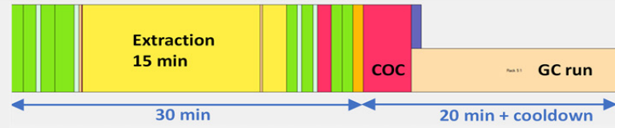 Extraction
15 min
COC
GC run
30 min
20 min + cooldown